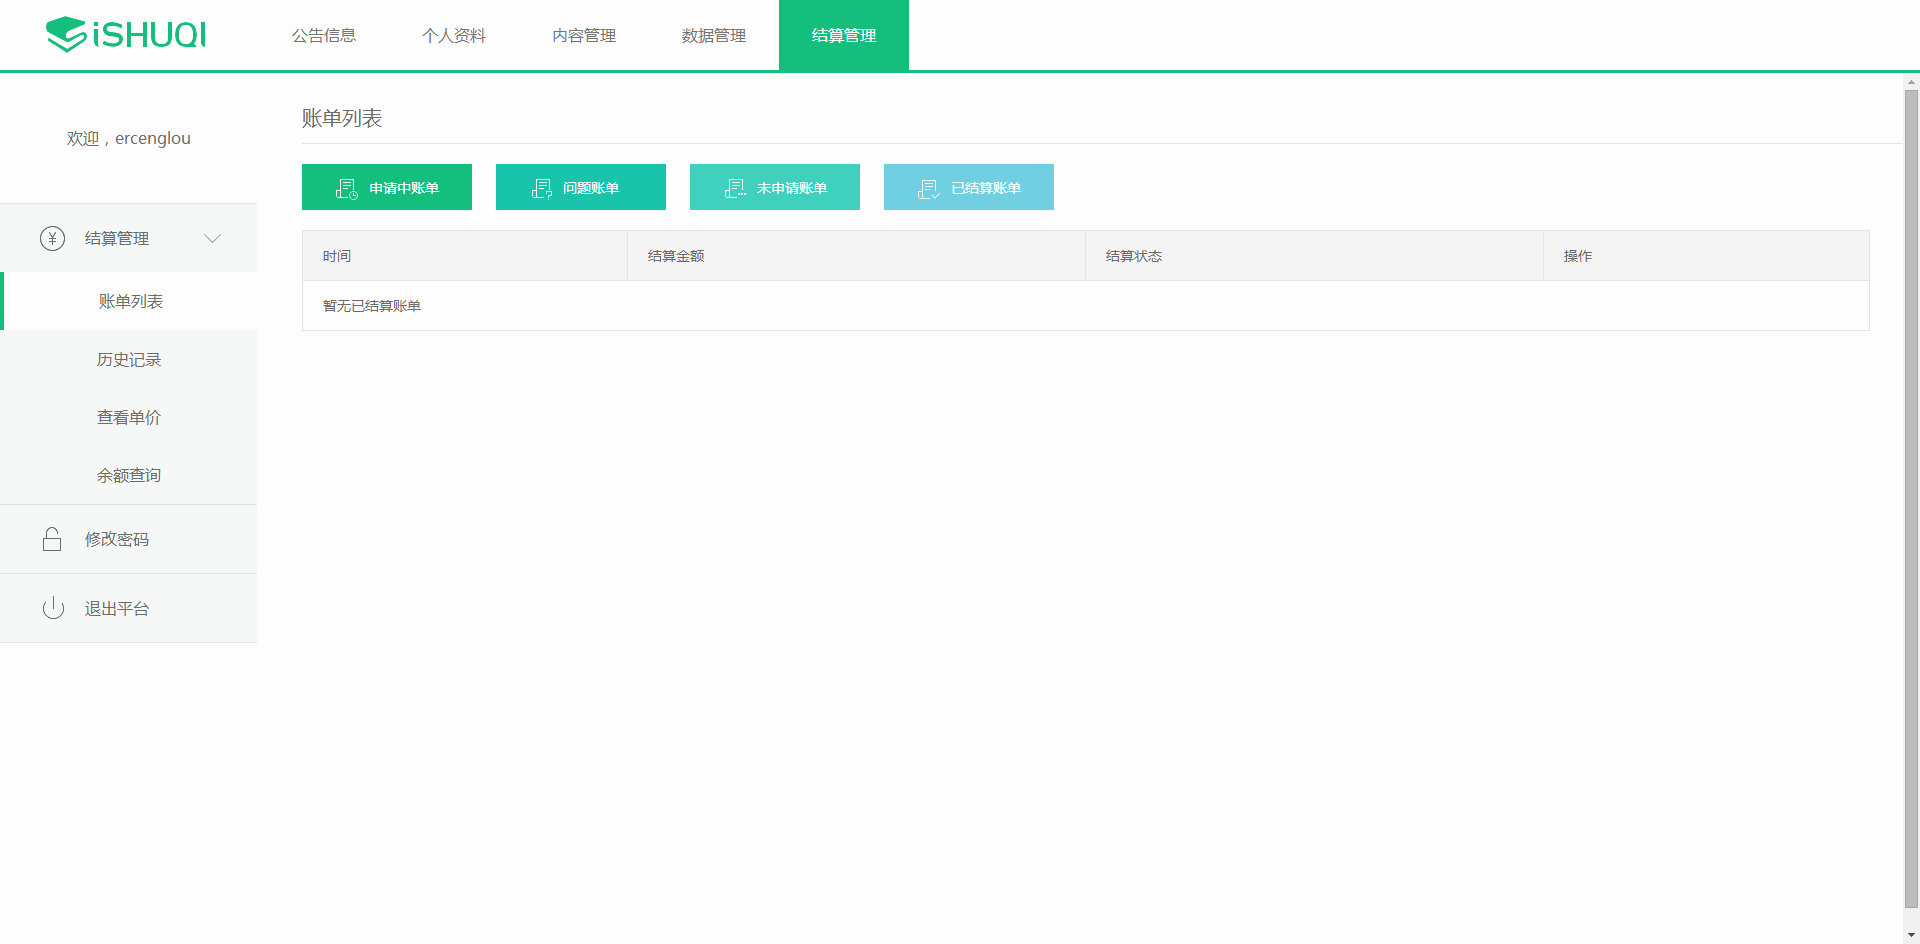 iSHUQI 公告信息 个人资料 内容管理 数据管理 结算管理
欢迎，ercenglou
结算管理
账单列表
历史记录
查看单价
余额查询
修改密码
退出平台
账单列表
申请中账单 问题账单 未申请账单 已结算账单
时间 结算金额 结算状态 操作
暂无已结算账单